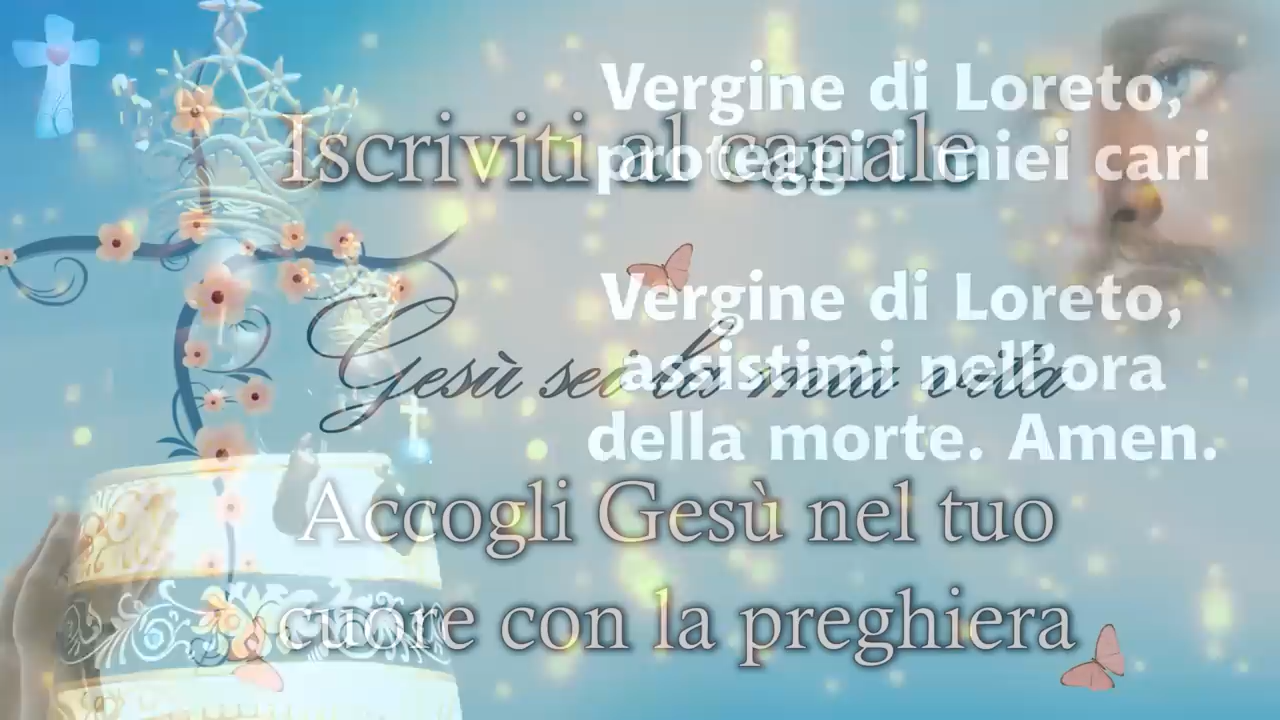 Vergine di Loreto,
proteggi i miei cari
Vergine di Loreto,
assistimi nell'ora
della morte. Amen.
Iscriviti al canale
Gesù sei la mia vita
Accogli Gesù nel tuo
cuore con la preghiera